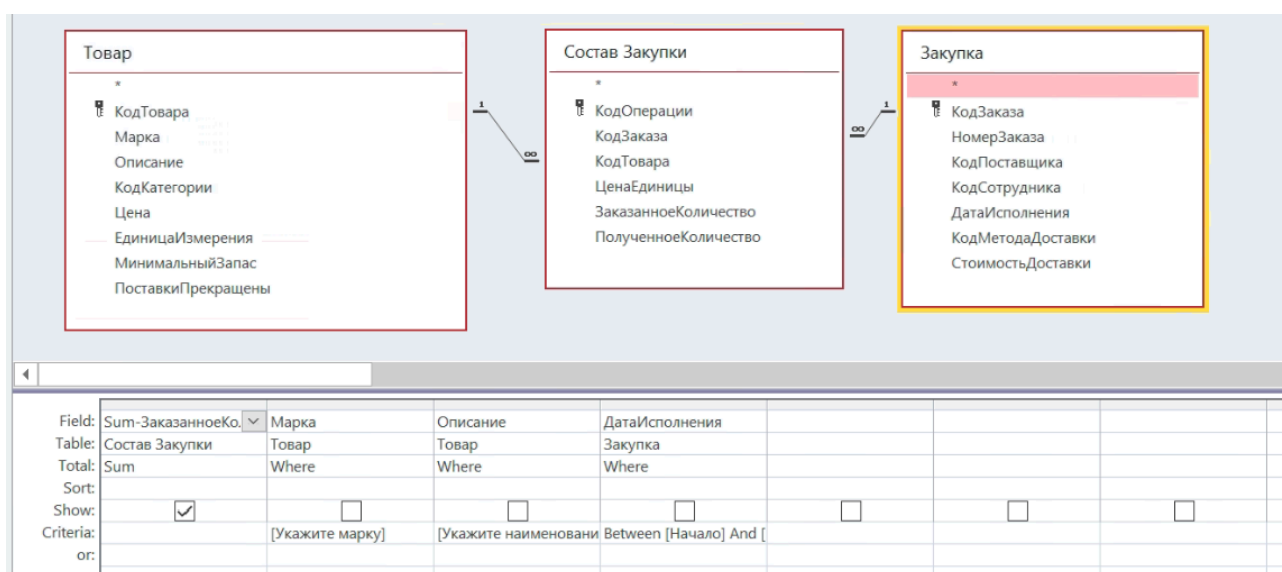 Товар
*
КодТовара
Марка
Описание
КодКатегории
Цена
ЕдиницаИзмерения
МинимальныйЗапас
ПоставкиПрекращены
1
∞
Состав Закупки
*
КодОперации
КодЗаказа
КодТовара
ЦенаЕдиницы
ЗаказанноеКоличество
ПолученноеКоличество
1
∞
Закупка
*
КодЗаказа
НомерЗаказа
КодПоставщика
КодСотрудника
ДатаИсполнения
КодМетодаДоставки
СтоимостьДоставки
Field: Sum-ЗаказанноеКо. Марка Описание ДатаИсполнения
Table: Состав Закупки Товар Товар Закупка
Total: Sum Where Where Where
Sort:
Show:
Criteria: [Укажите марку] [Укажите наименовани Between [Начало] And [
or: